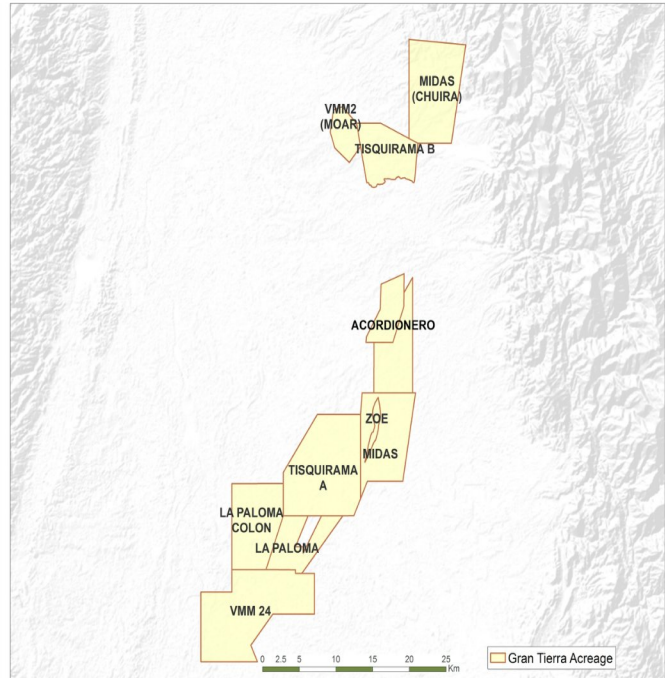 MIDAS
(CHUIRA)
VMM2
(MOAR)
TISQUIRAMA B
ACORDIONERO
ZOE
MIDAS
TISQUIRAMA
A
LA PALOMA
COLON
LA PALOMA
VMM 24
0 2.5 5 10 15 20 25
Km
Gran Tierra Acreage